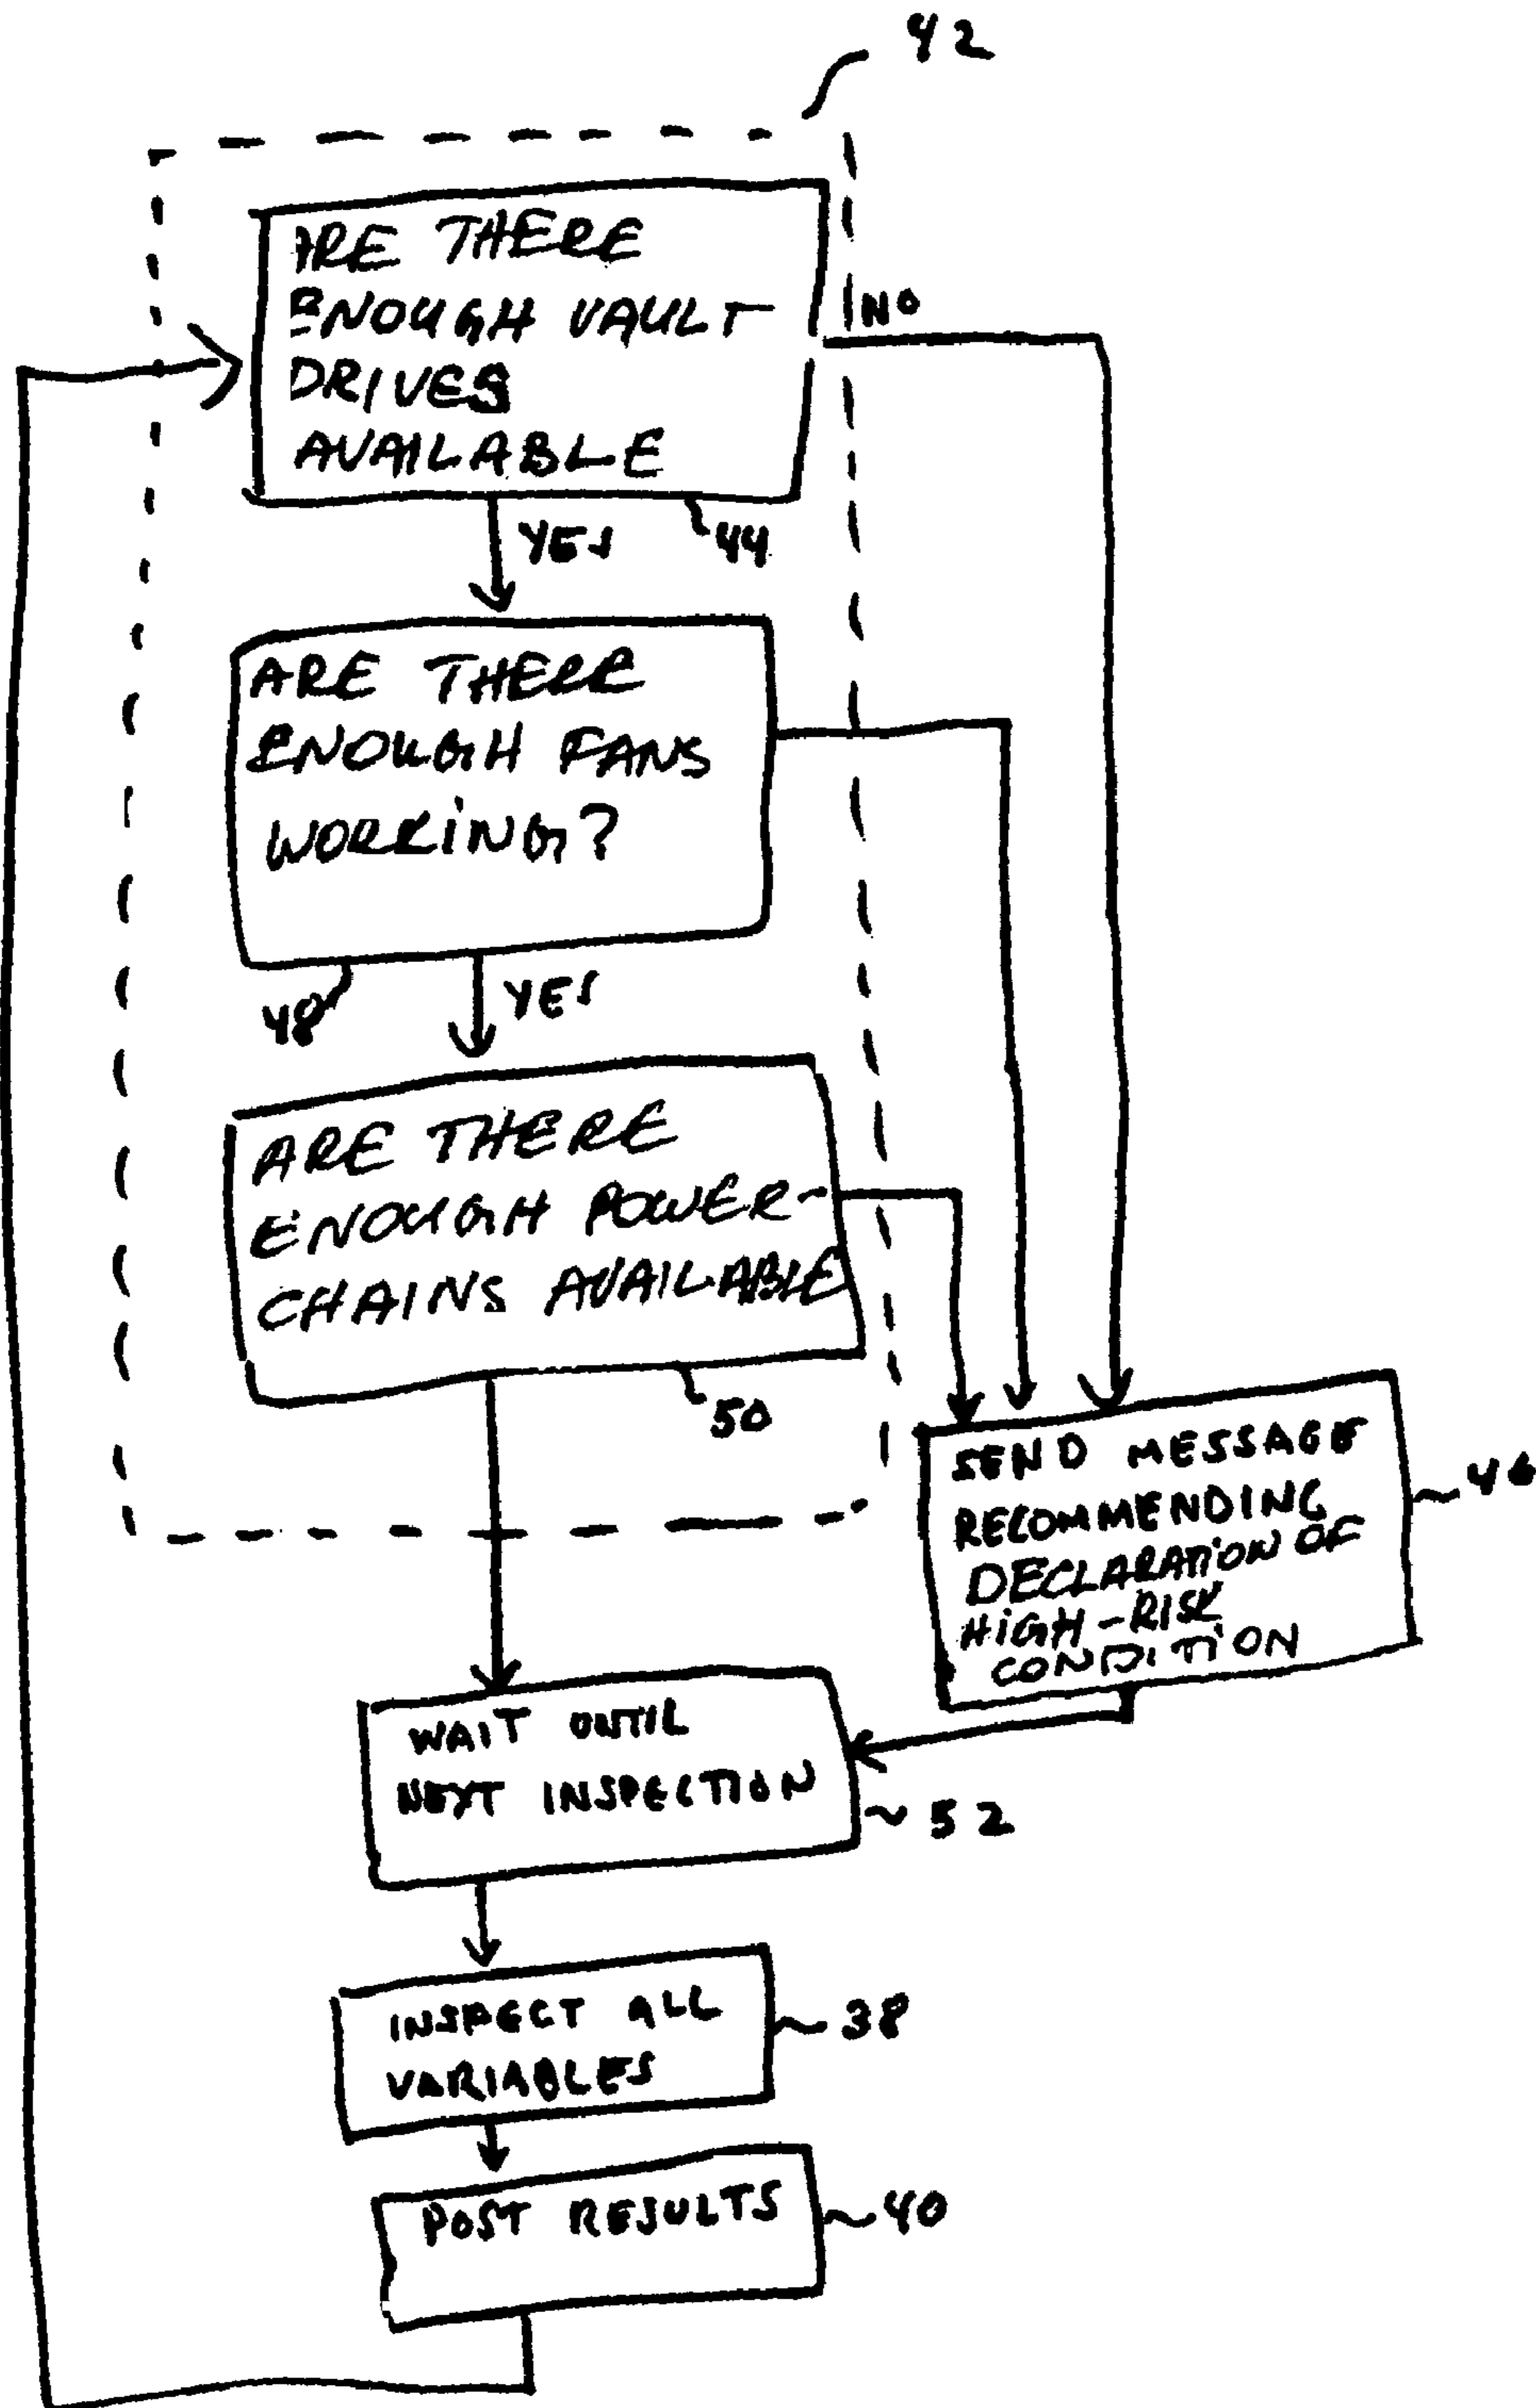 42
ARE THERE
ENOUGH VAULT
DRIVES
AVAILABLE
NO
YES
44
ARE THERE
ENOUGH FANS
WORKING?
48
YES
ARE THERE
ENOUGH POWER-
CHAINS AVAILABLE
50
SEND MESSAGE
RECOMMENDING
DECLARATION OF
HIGH-RISK
CONDITION
46
WAIT UNTIL
NEXT INSPECTION
52
INSPECT ALL
VARIABLES
38
POST RESULTS
40